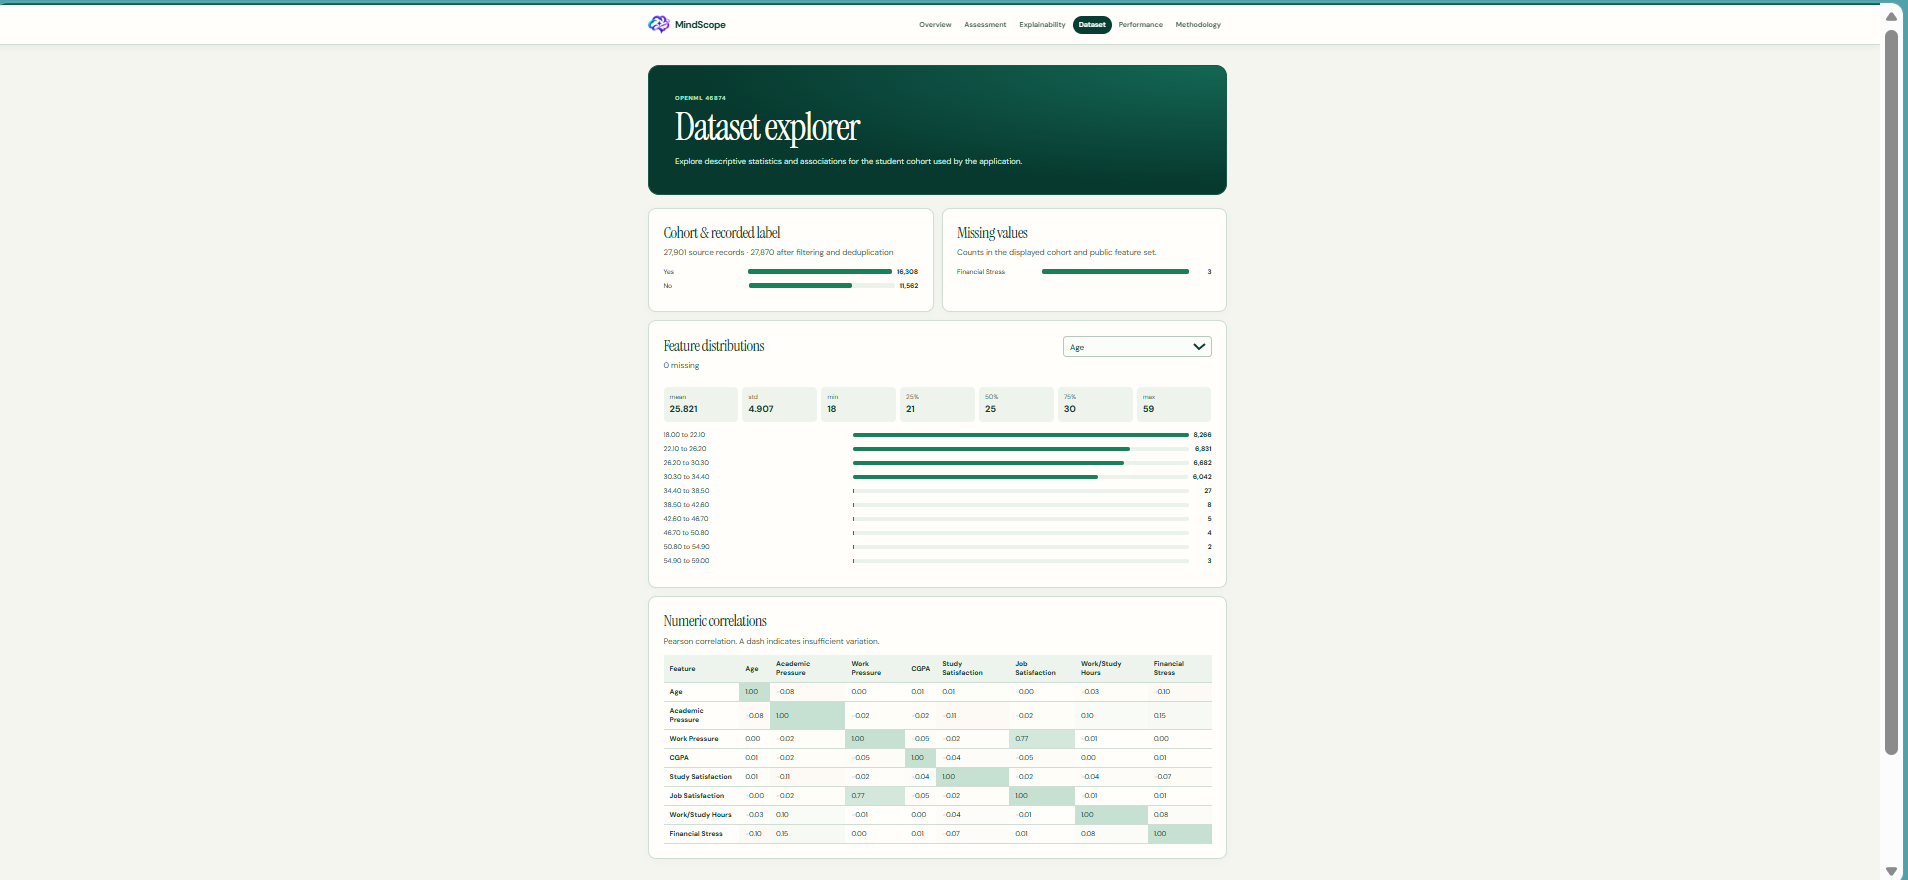 MindScope
Overview Assessment Explainability Dataset Performance Methodology
OPENML 46874
Dataset explorer
Explore descriptive statistics and associations for the student cohort used by the application.
Cohort & recorded label
27,901 source records · 27,870 after filtering and deduplication
Yes 16,308
No 11,562
Missing values
Counts in the displayed cohort and public feature set.
Financial Stress 3
Feature distributions
Age
0 missing
mean std min 25% 50% 75% max
25.821 4.907 18 21 25 30 59
18.00 to 22.10 8,266
22.10 to 26.20 6,831
26.20 to 30.30 6,682
30.30 to 34.40 6,042
34.40 to 38.50 27
38.50 to 42.60 8
42.60 to 46.70 5
46.70 to 50.80 4
50.80 to 54.90 2
54.90 to 59.00 3
Numeric correlations
Pearson correlation. A dash indicates insufficient variation.
Feature Age Academic Pressure Work Pressure CGPA Study Satisfaction Job Satisfaction Work/Study Hours Financial Stress
Age 1.00 -0.08 0.00 0.01 0.01 -0.00 -0.03 -0.10
Academic Pressure -0.08 1.00 -0.02 -0.02 -0.11 -0.02 0.10 0.15
Work Pressure 0.00 -0.02 1.00 -0.05 -0.02 0.77 -0.01 0.00
CGPA 0.01 -0.02 -0.05 1.00 -0.04 -0.05 0.00 0.01
Study Satisfaction 0.01 -0.11 -0.02 -0.04 1.00 -0.02 -0.04 -0.07
Job Satisfaction -0.00 -0.02 0.77 -0.05 -0.02 1.00 -0.01 0.01
Work/Study Hours -0.03 0.10 -0.01 0.00 -0.04 -0.01 1.00 0.08
Financial Stress -0.10 0.15 0.00 0.01 -0.07 0.01 0.08 1.00